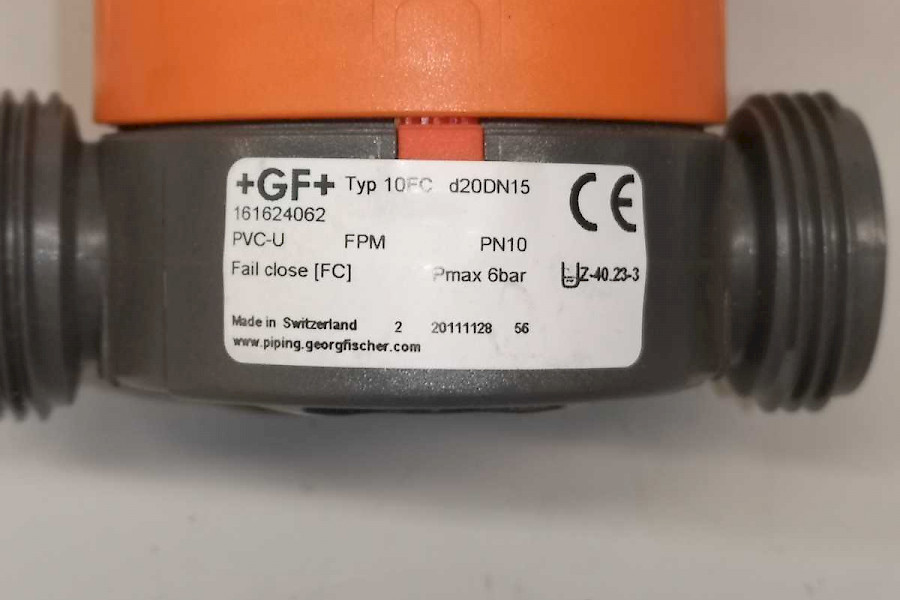 +GF+ Typ 10FC d20DN15
CE
161624062
PVC-U FPM PN10
Fail close [FC] Pmax 6bar Z-40.23-3
Made in Switzerland 2 20111128 56
www.piping.georgfischer.com